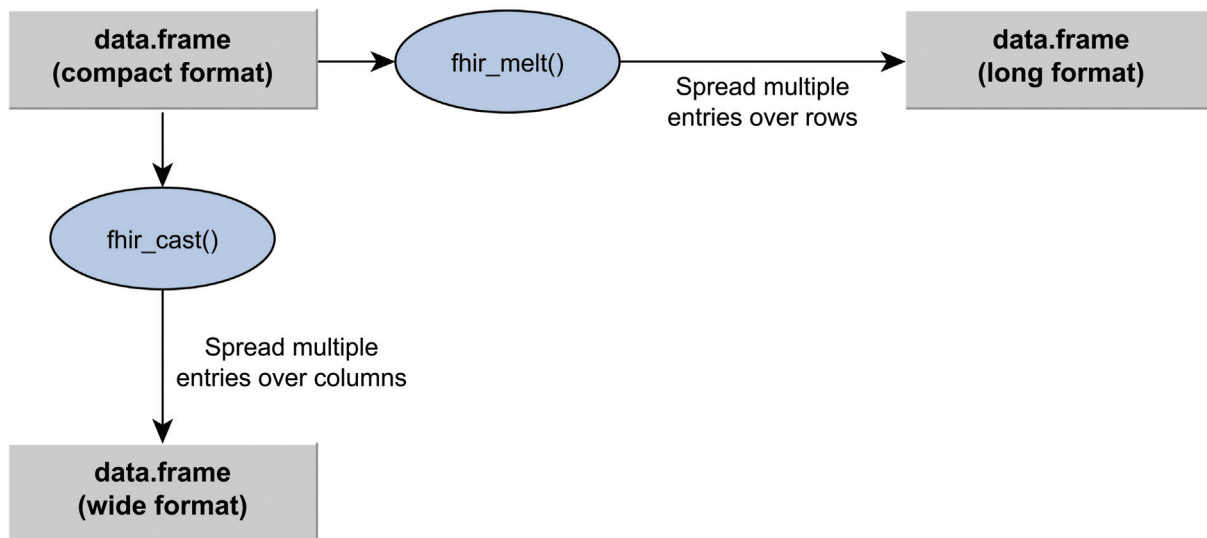 data.frame
(compact format)
fhir_melt()
data.frame
(long format)
Spread multiple
entries over rows
fhir_cast()
Spread multiple
entries over columns
data.frame
(wide format)